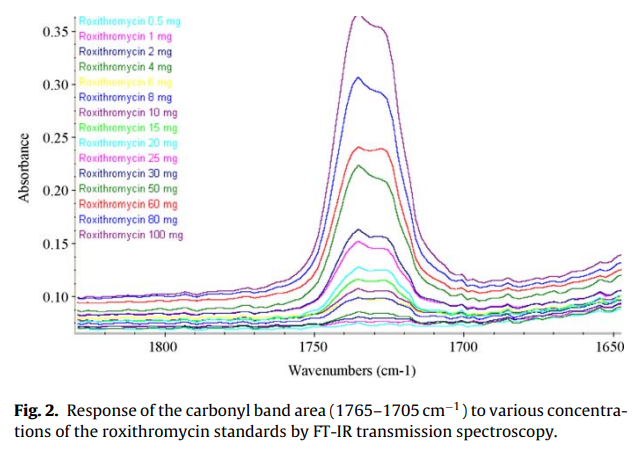 0.35
0.30
0.25
0.20
0.15
0.10
Absorbance
Roxithromycin 0.5 mg
Roxithromycin 1 mg
Roxithromycin 2 mg
Roxithromycin 4 mg
Roxithromycin 6 mg
Roxithromycin 8 mg
Roxithromycin 10 mg
Roxithromycin 15 mg
Roxithromycin 20 mg
Roxithromycin 25 mg
Roxithromycin 30 mg
Roxithromycin 50 mg
Roxithromycin 60 mg
Roxithromycin 80 mg
Roxithromycin 100 mg
1800 1750 1700 1650
Wavenumbers (cm-1)
Fig. 2. Response of the carbonyl band area (1765–1705 cm⁻¹) to various concentra-
tions of the roxithromycin standards by FT-IR transmission spectroscopy.